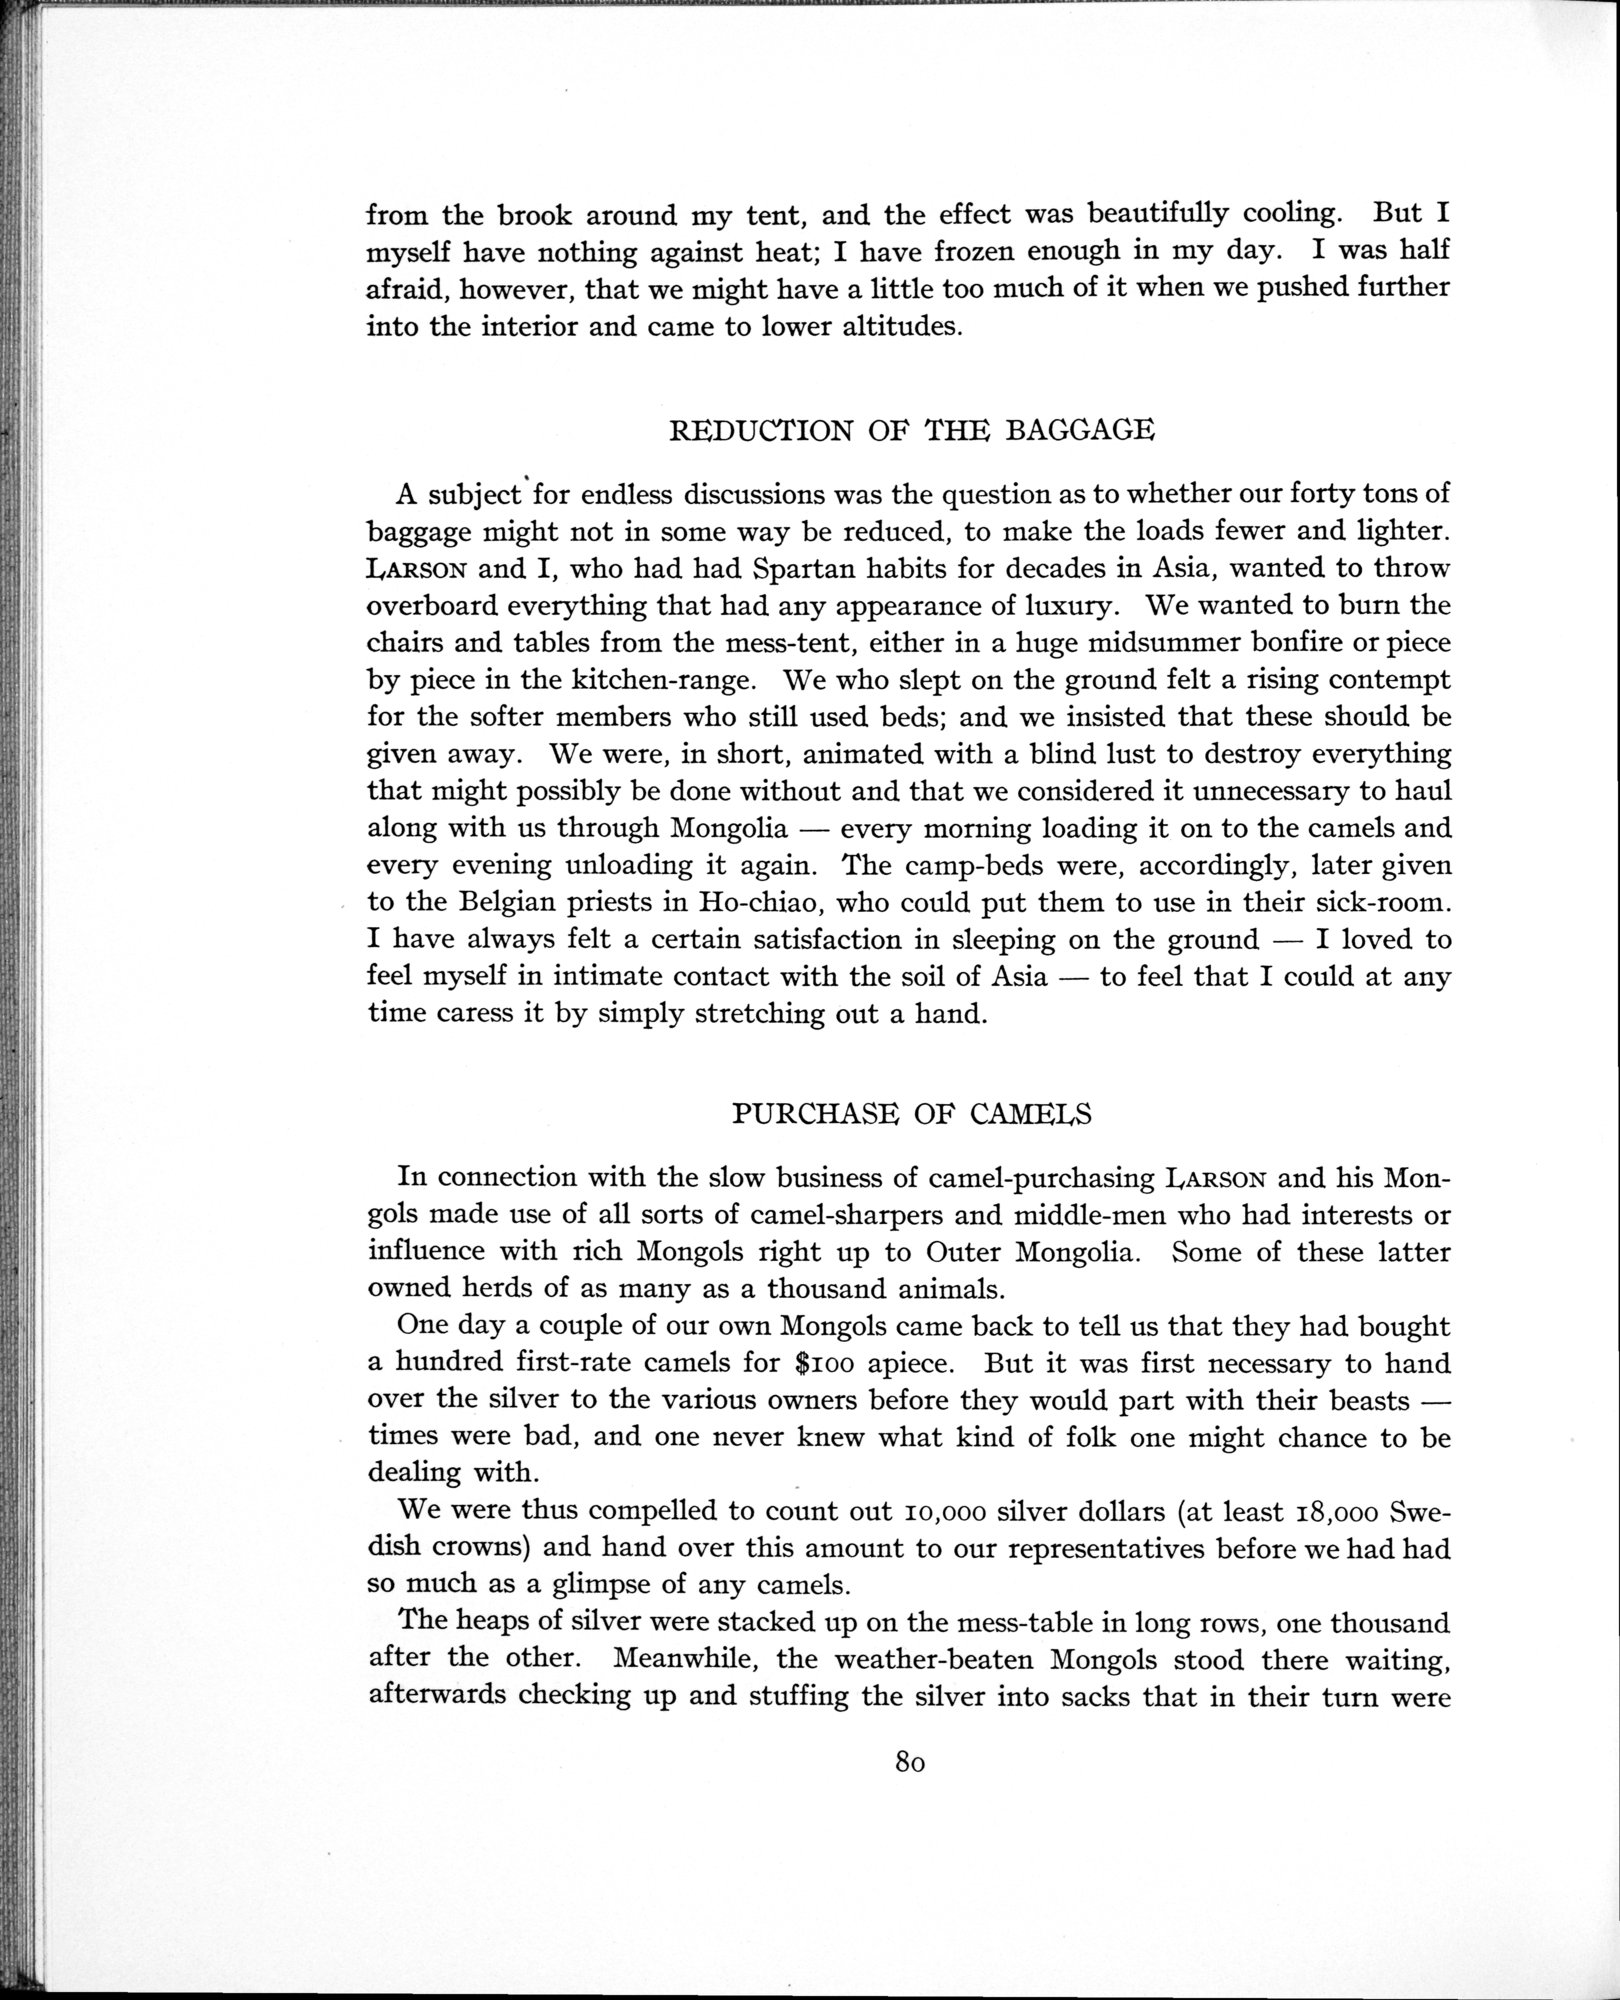 from the brook around my tent, and the effect was beautifully cooling. But I
myself have nothing against heat; I have frozen enough in my day. I was half
afraid, however, that we might have a little too much of it when we pushed further
into the interior and came to lower altitudes.
REDUCTION OF THE BAGGAGE
A subject for endless discussions was the question as to whether our forty tons of
baggage might not in some way be reduced, to make the loads fewer and lighter.
LARSON and I, who had had Spartan habits for decades in Asia, wanted to throw
overboard everything that had any appearance of luxury. We wanted to burn the
chairs and tables from the mess-tent, either in a huge midsummer bonfire or piece
by piece in the kitchen-range. We who slept on the ground felt a rising contempt
for the softer members who still used beds; and we insisted that these should be
given away. We were, in short, animated with a blind lust to destroy everything
that might possibly be done without and that we considered it unnecessary to haul
along with us through Mongolia — every morning loading it on to the camels and
every evening unloading it again. The camp-beds were, accordingly, later given
to the Belgian priests in Ho-chiao, who could put them to use in their sick-room.
I have always felt a certain satisfaction in sleeping on the ground — I loved to
feel myself in intimate contact with the soil of Asia — to feel that I could at any
time caress it by simply stretching out a hand.
PURCHASE OF CAMELS
In connection with the slow business of camel-purchasing LARSON and his Mon-
gols made use of all sorts of camel-sharpers and middle-men who had interests or
influence with rich Mongols right up to Outer Mongolia. Some of these latter
owned herds of as many as a thousand animals.
One day a couple of our own Mongols came back to tell us that they had bought
a hundred first-rate camels for $100 apiece. But it was first necessary to hand
over the silver to the various owners before they would part with their beasts —
times were bad, and one never knew what kind of folk one might chance to be
dealing with.
We were thus compelled to count out 10,000 silver dollars (at least 18,000 Swe-
dish crowns) and hand over this amount to our representatives before we had had
so much as a glimpse of any camels.
The heaps of silver were stacked up on the mess-table in long rows, one thousand
after the other. Meanwhile, the weather-beaten Mongols stood there waiting,
afterwards checking up and stuffing the silver into sacks that in their turn were
80